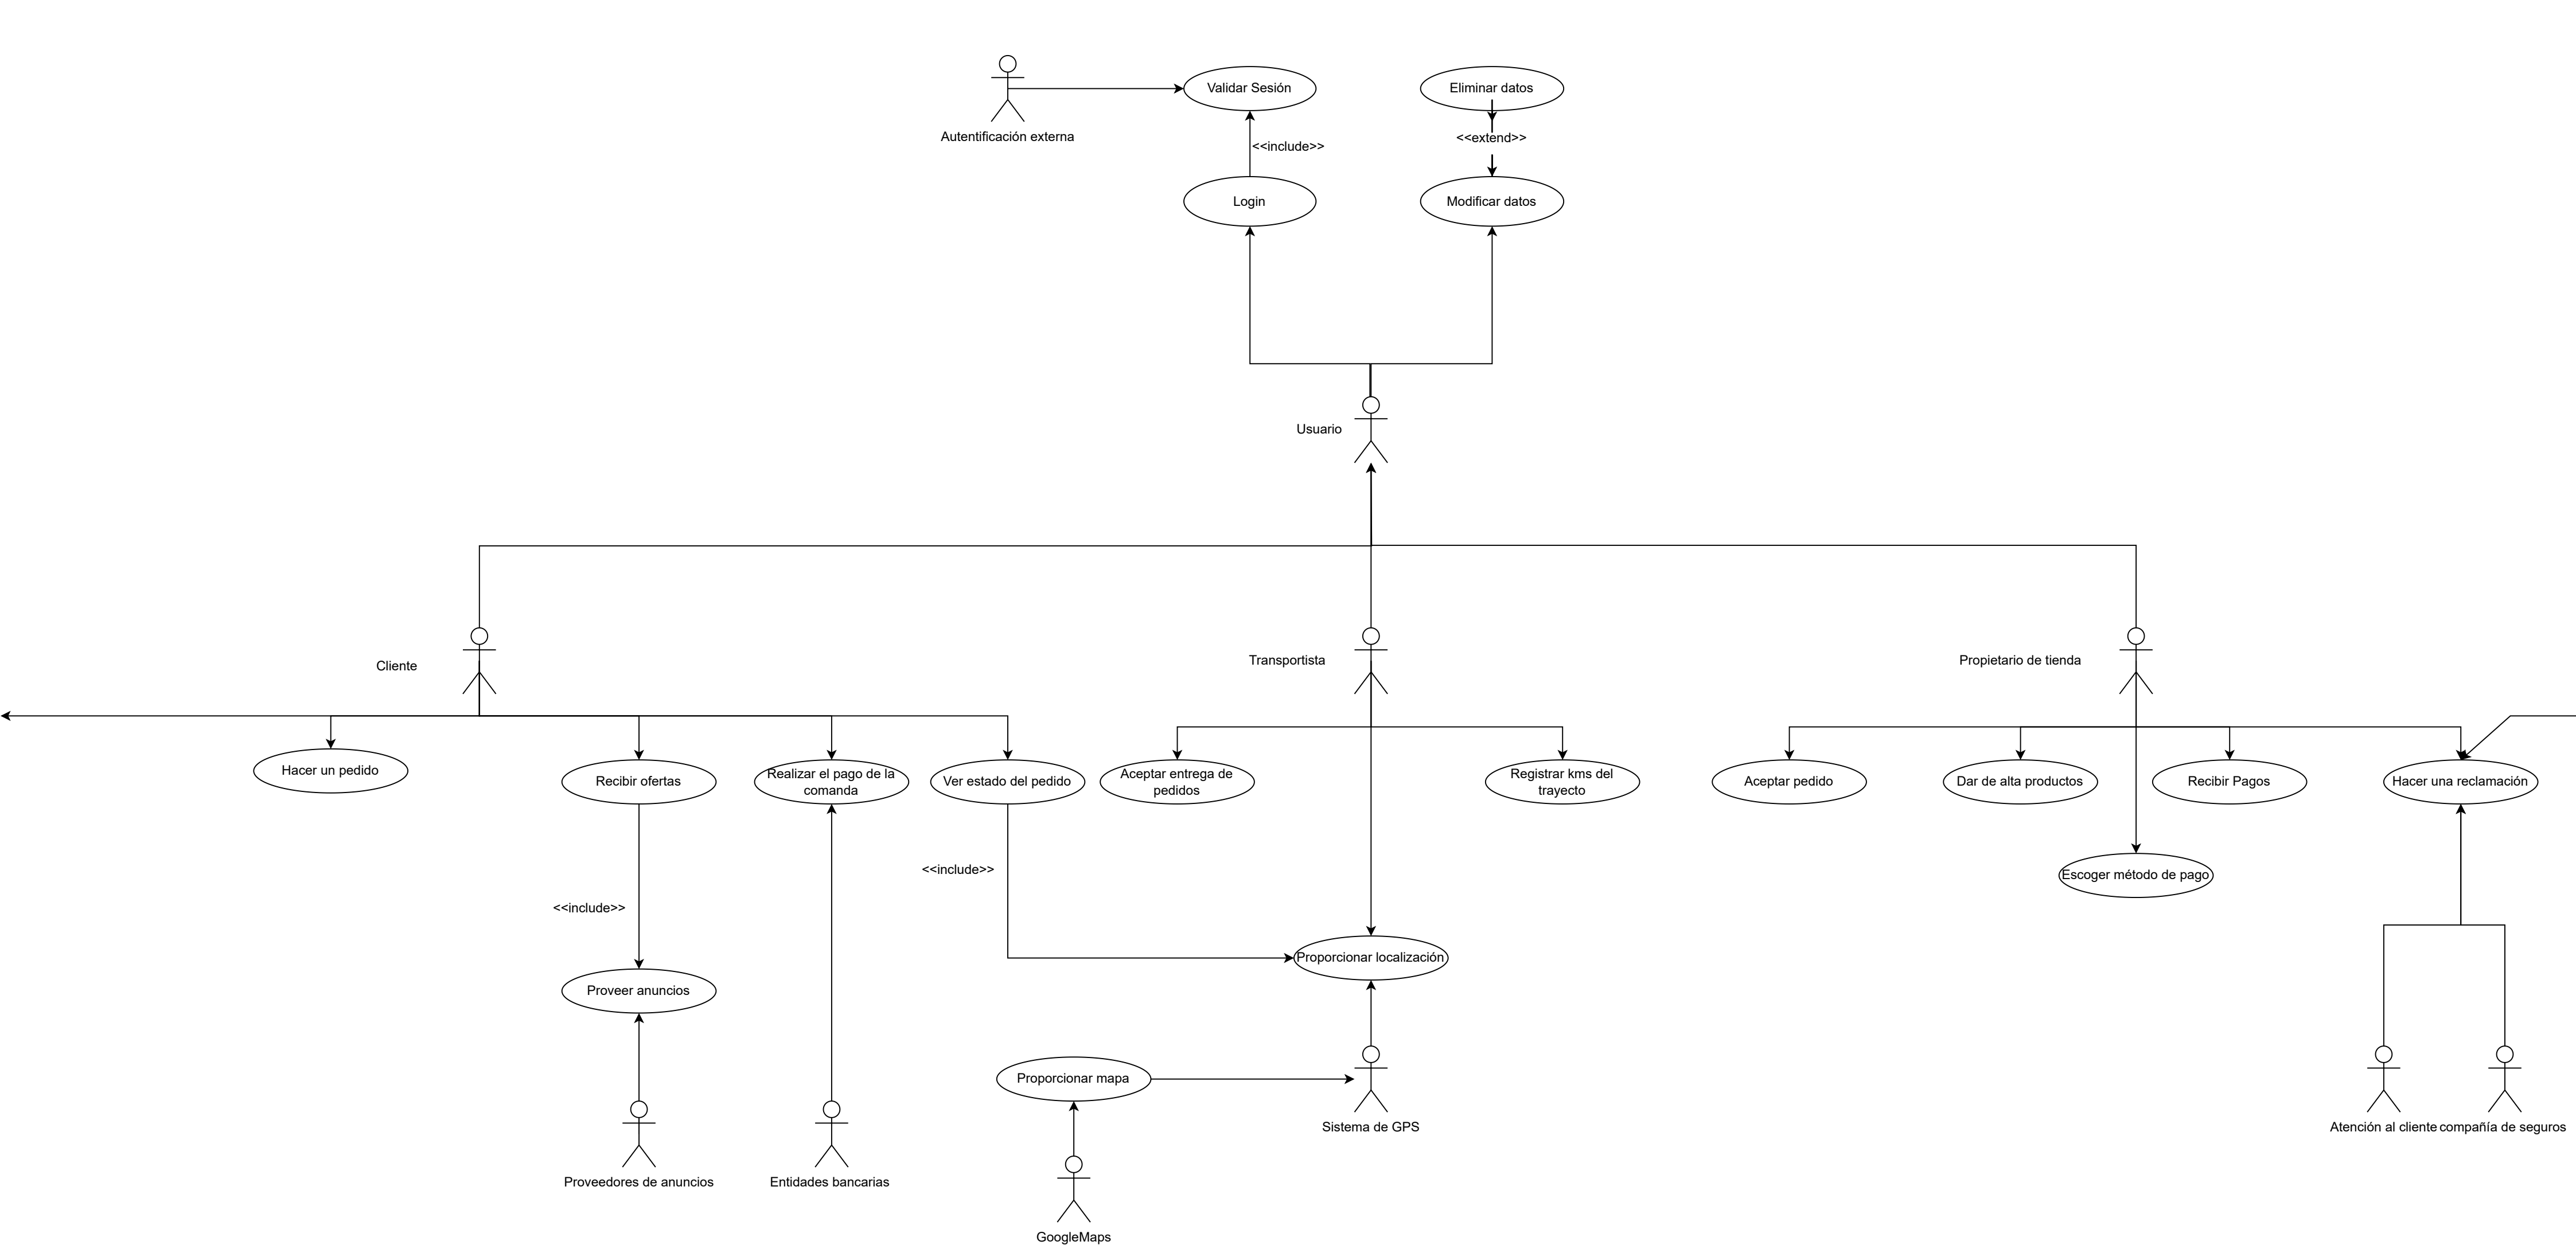 Autentificación externa
Validar Sesión
Eliminar datos
<<include>>
<<extend>>
Login
Modificar datos
Usuario
Cliente
Transportista
Propietario de tienda
Hacer un pedido
Recibir ofertas
Realizar el pago de la
comanda
Ver estado del pedido
Aceptar entrega de
pedidos
Registrar kms del
trayecto
Aceptar pedido
Dar de alta productos
Recibir Pagos
Hacer una reclamación
<<include>>
<<include>>
Escoger método de pago
Proporcionar localización
Proveer anuncios
Proporcionar mapa
Sistema de GPS
Atención al cliente
compañía de seguros
Proveedores de anuncios
Entidades bancarias
GoogleMaps